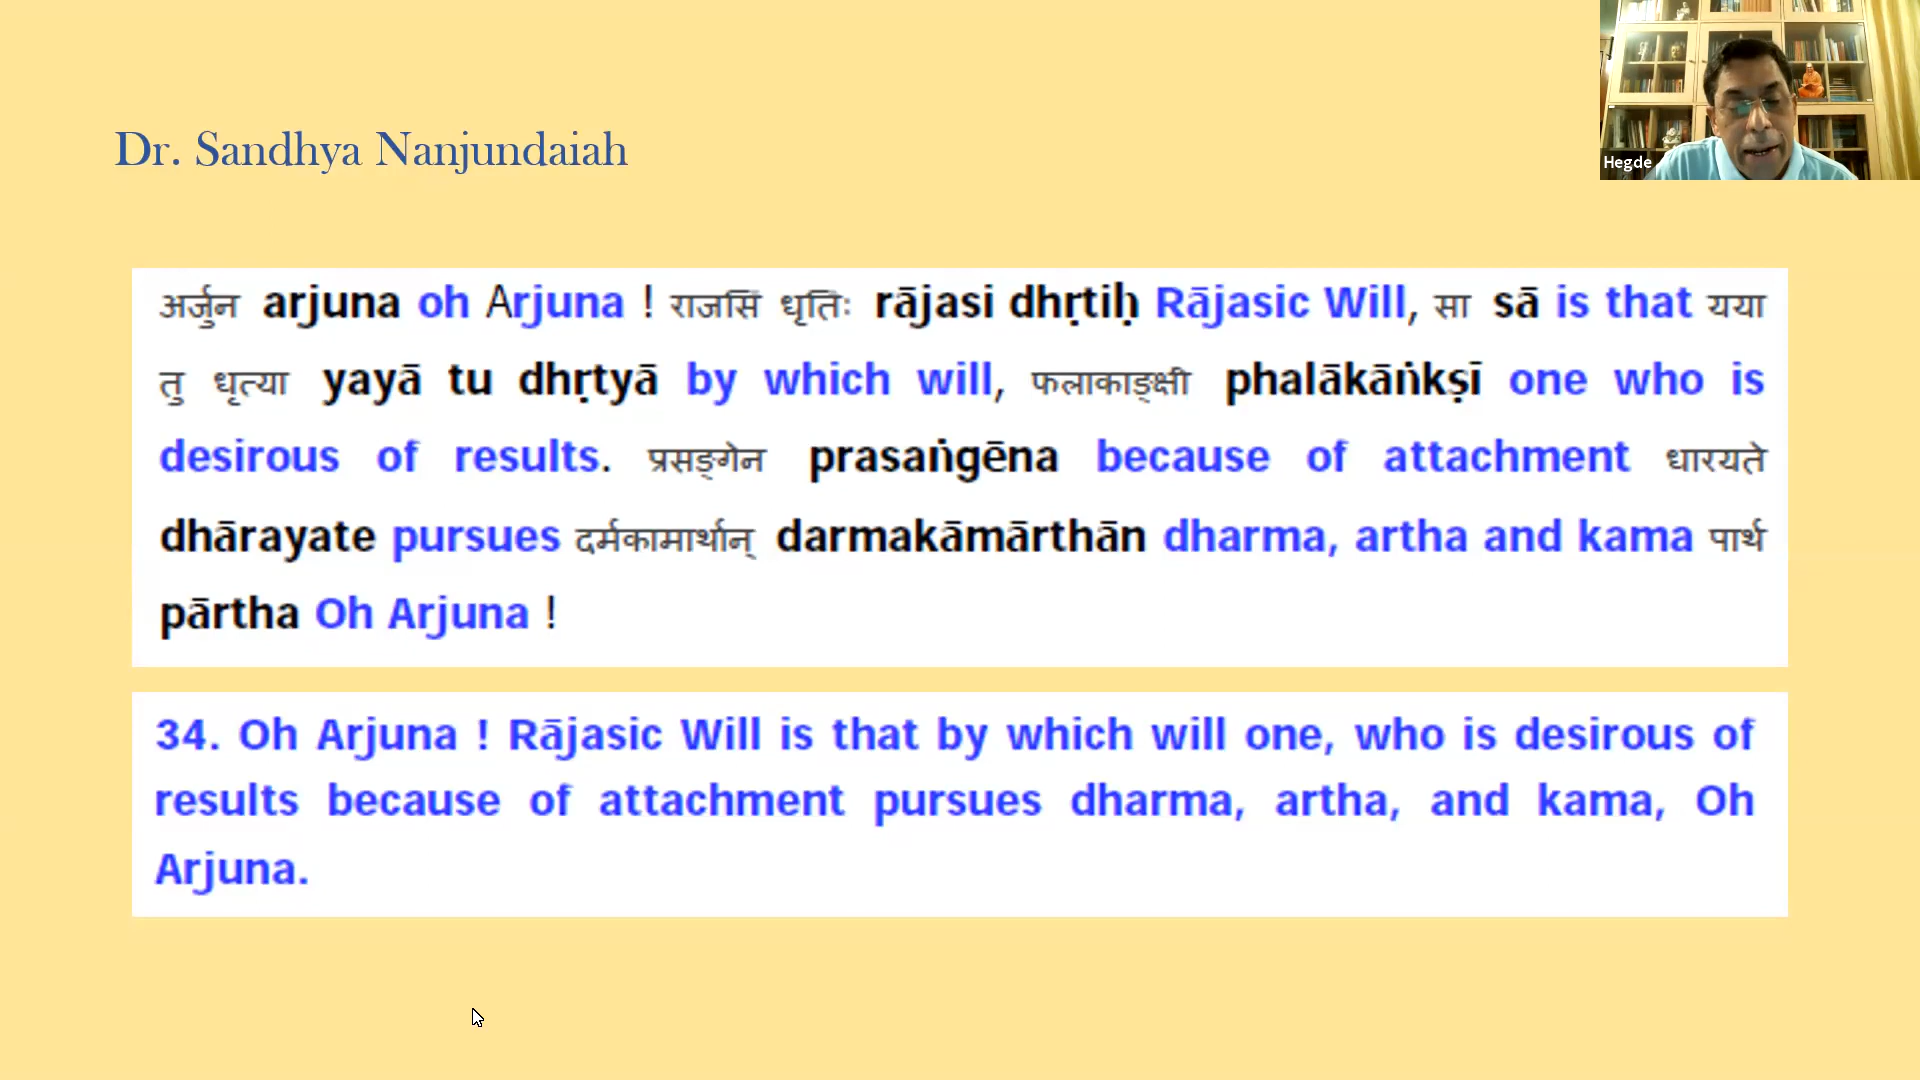 Dr. Sandhya Nanjundaiah
Hegde
अर्जुन arjuna oh Arjuna ! राजसि धृतिः rājasi dhṛtiḥ Rājasic Will, सा sā is that यया
तु धृत्या yayā tu dhṛtyā by which will, फलाकाङ्क्षी phalākāṅkṣī one who is
desirous of results. प्रसङ्गेन prasaṅgēna because of attachment धारयते
dhārayate pursues दर्मकामार्थान् darmakāmārthān dharma, artha and kama पार्थ
pārtha Oh Arjuna !
34. Oh Arjuna ! Rājasic Will is that by which will one, who is desirous of
results because of attachment pursues dharma, artha, and kama, Oh
Arjuna.